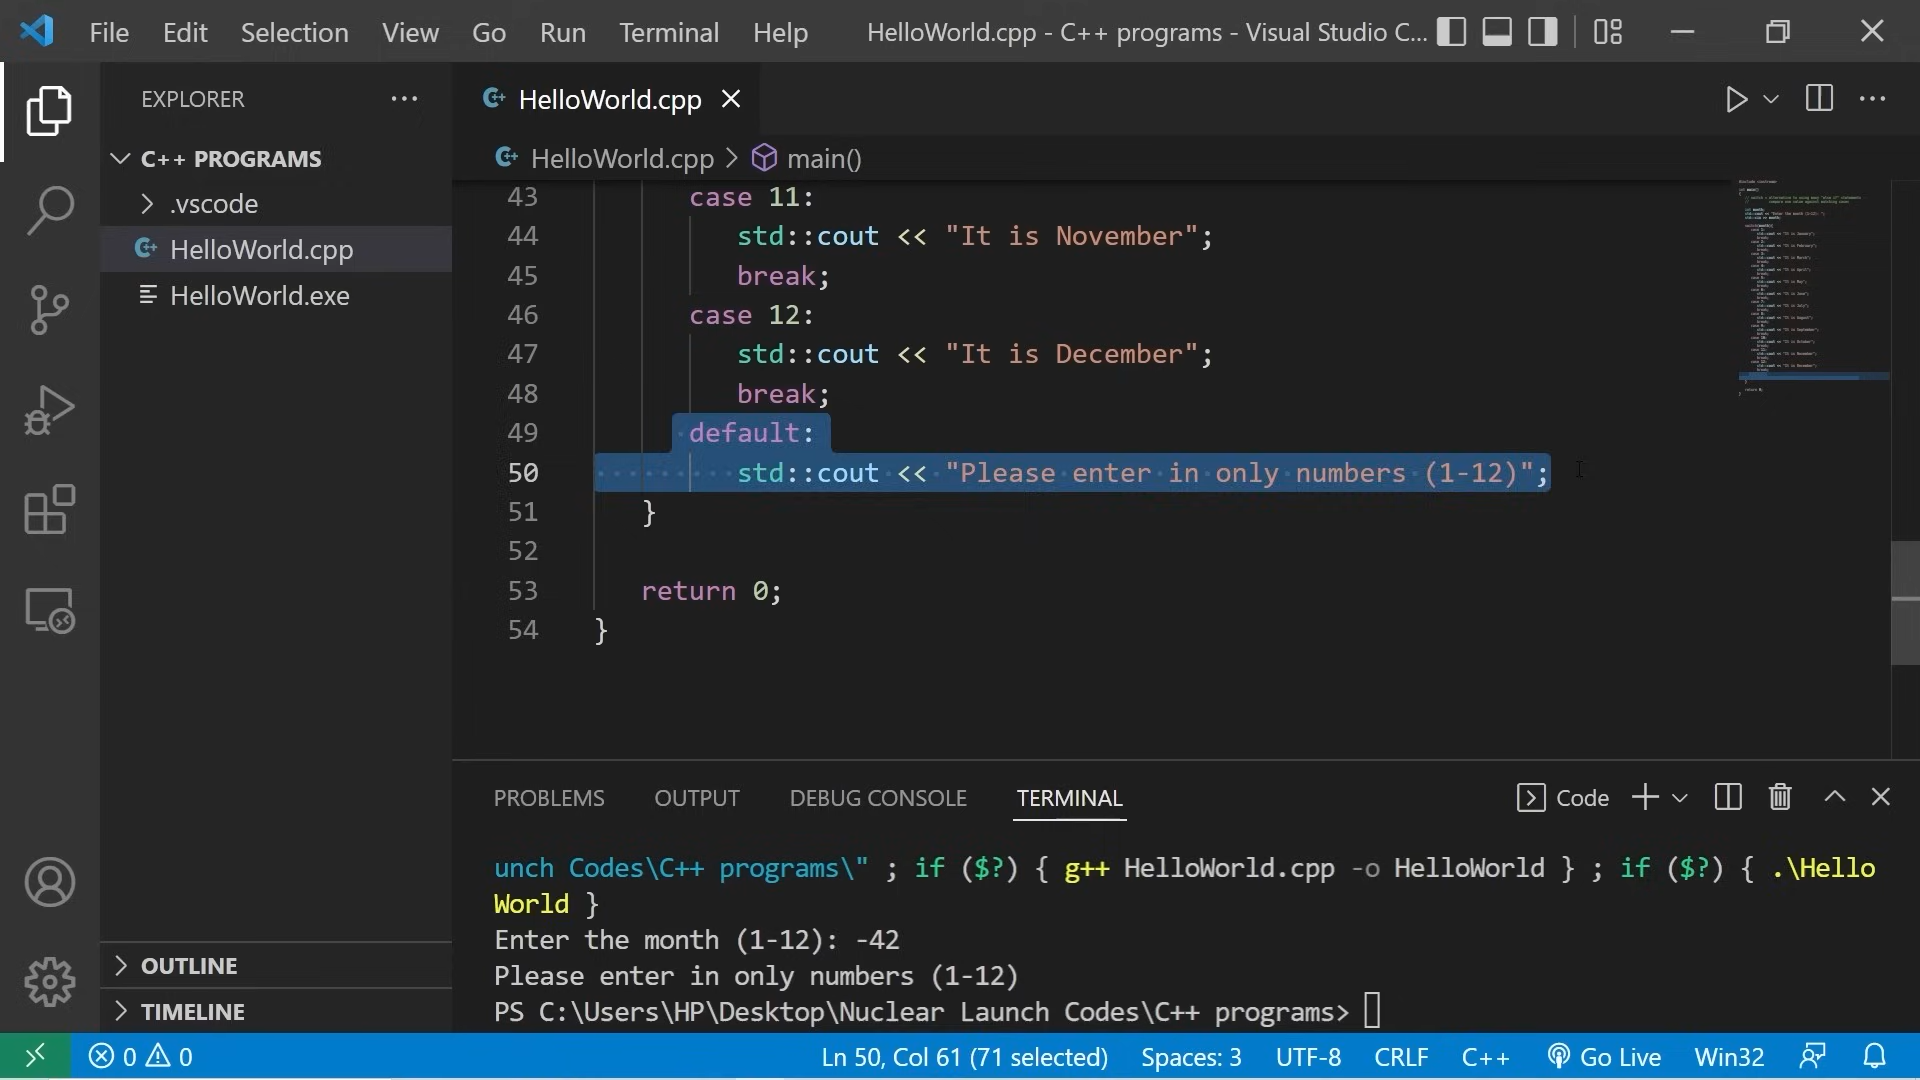 File Edit Selection View Go Run Terminal Help HelloWorld.cpp - C++ programs - Visual Studio C...
EXPLORER
C++ PROGRAMS
.vscode
HelloWorld.cpp
HelloWorld.exe
OUTLINE
TIMELINE
HelloWorld.cpp
HelloWorld.cpp > main()
43 case 11:
44 std::cout << "It is November";
45 break;
46 case 12:
47 std::cout << "It is December";
48 break;
49 default:
50 std::cout << "Please enter in only numbers (1-12)";
51 }
52
53 return 0;
54 }
PROBLEMS OUTPUT DEBUG CONSOLE TERMINAL Code
unch Codes\C++ programs\" ; if ($?) { g++ HelloWorld.cpp -o HelloWorld } ; if ($?) { .\Hello
World }
Enter the month (1-12): -42
Please enter in only numbers (1-12)
PS C:\Users\HP\Desktop\Nuclear Launch Codes\C++ programs>
0 0 Ln 50, Col 61 (71 selected) Spaces: 3 UTF-8 CRLF C++ Go Live Win32